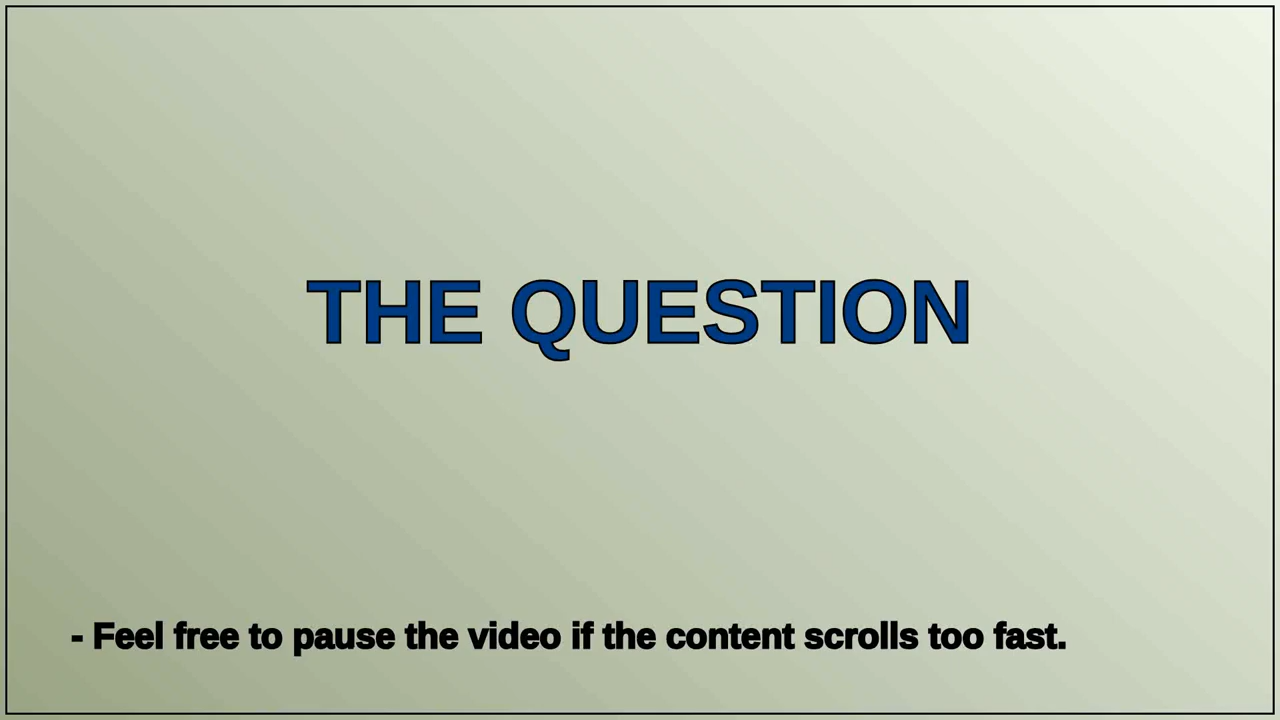 THE QUESTION
- Feel free to pause the video if the content scrolls too fast.